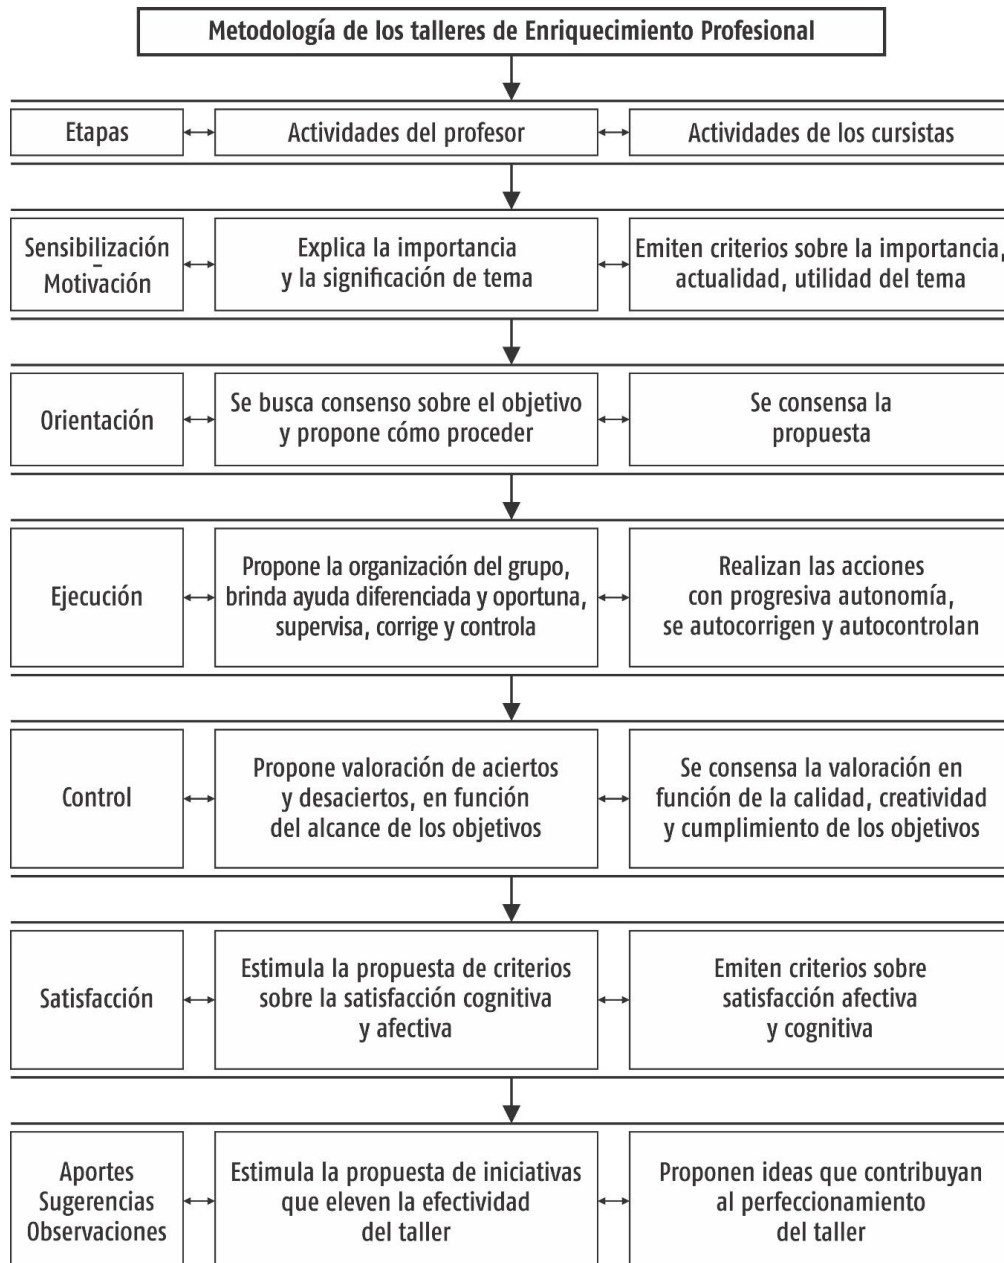 Metodología de los talleres de Enriquecimiento Profesional
Etapas
Actividades del profesor
Actividades de los cursistas
Sensibilización
–
Motivación
Explica la importancia
y la significación de tema
Emiten criterios sobre la importancia,
actualidad, utilidad del tema
Orientación
Se busca consenso sobre el objetivo
y propone cómo proceder
Se consensa la
propuesta
Ejecución
Propone la organización del grupo,
brinda ayuda diferenciada y oportuna,
supervisa, corrige y controla
Realizan las acciones
con progresiva autonomía,
se autocorrigen y autocontrolan
Control
Propone valoración de aciertos
y desaciertos, en función
del alcance de los objetivos
Se consensa la valoración en
función de la calidad, creatividad
y cumplimiento de los objetivos
Satisfacción
Estimula la propuesta de criterios
sobre la satisfacción cognitiva
y afectiva
Emiten criterios sobre
satisfacción afectiva
y cognitiva
Aportes
Sugerencias
Observaciones
Estimula la propuesta de iniciativas
que eleven la efectividad
del taller
Proponen ideas que contribuyan
al perfeccionamiento
del taller